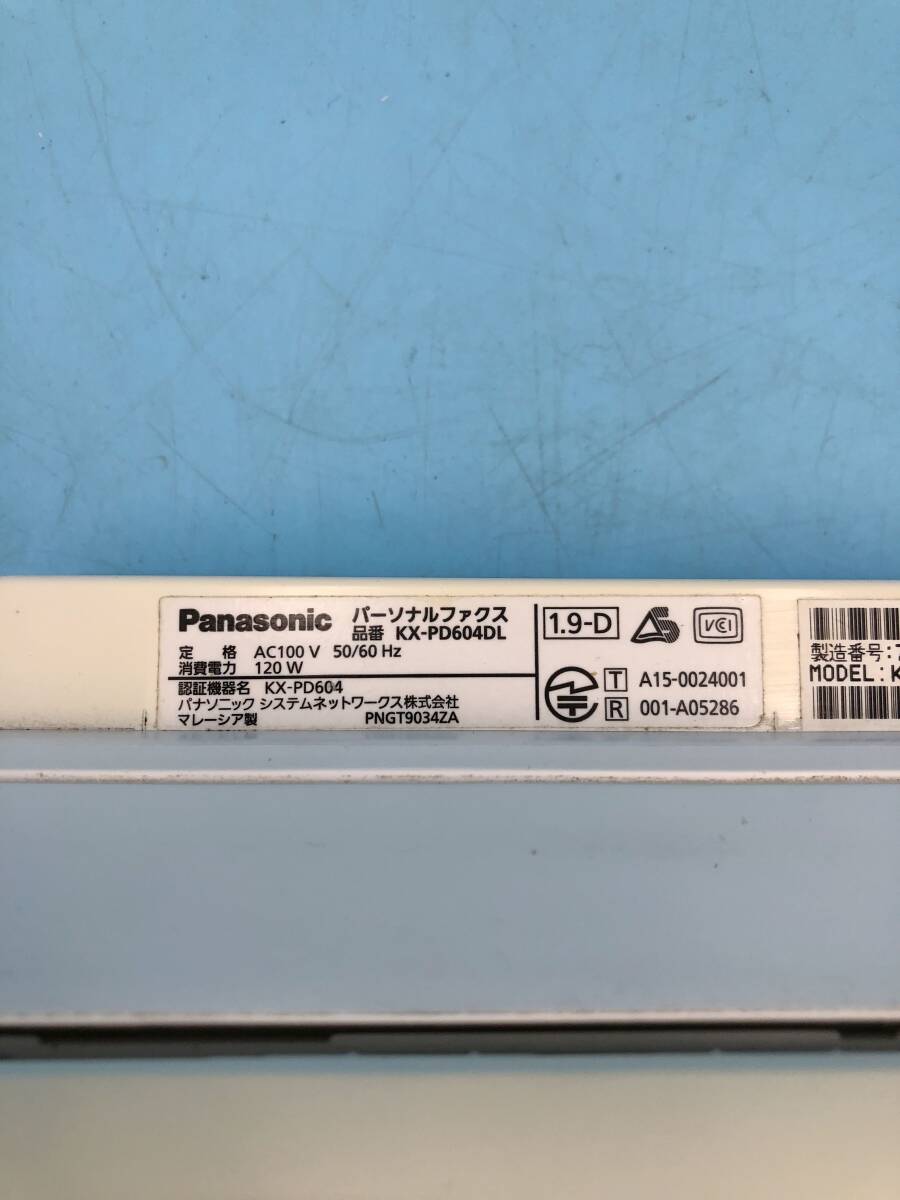 Panasonic パーソナルファクス
品番 KX-PD604DL
定 格 AC100 V 50/60 Hz
消費電力 120 W
認証機器名 KX-PD604
パナソニック システムネットワークス株式会社
マレーシア製 PNGT9034ZA
1.9-D
VCCI
T A15-0024001
R 001-A05286
製造番号:
MODEL: K